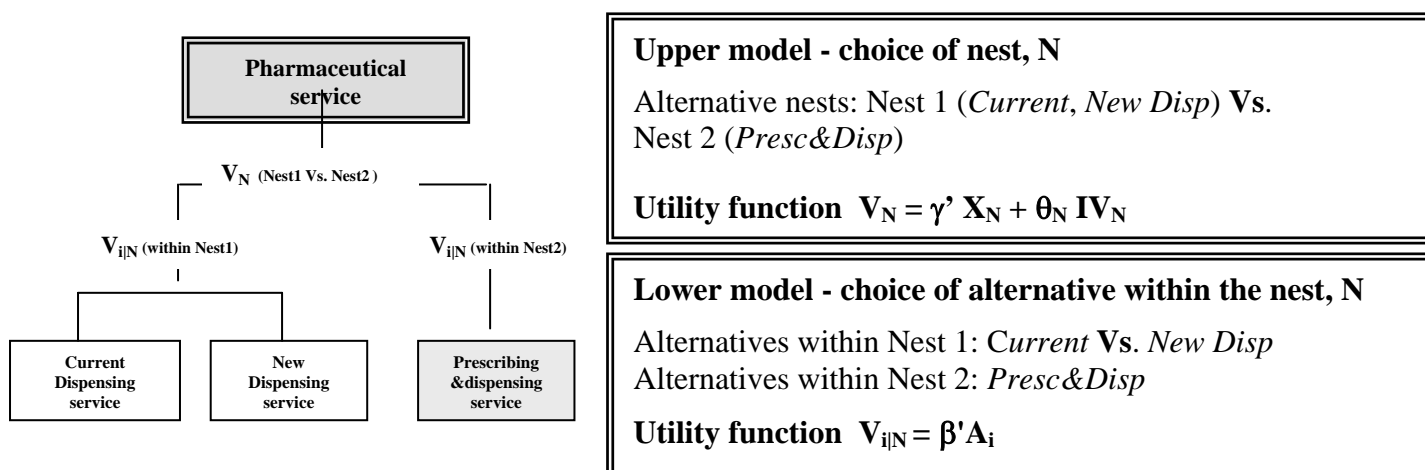 Pharmaceutical
service
V_N (Nest1 Vs. Nest2)
V_i|N (within Nest1)
V_i|N (within Nest2)
Current
Dispensing
service
New
Dispensing
service
Prescribing
&dispensing
service
Upper model - choice of nest, N
Alternative nests: Nest 1 (Current, New Disp) Vs.
Nest 2 (Presc&Disp)
Utility function V_N = γ’ X_N + θ_N IV_N
Lower model - choice of alternative within the nest, N
Alternatives within Nest 1: Current Vs. New Disp
Alternatives within Nest 2: Presc&Disp
Utility function V_i|N = β'A_i